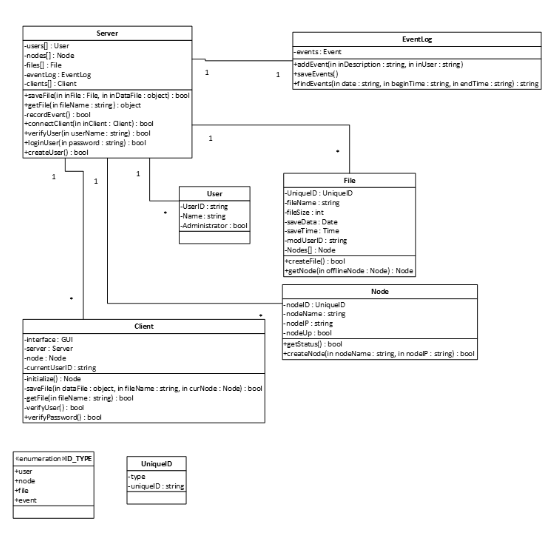 Server
-users[] : User
-nodes[] : Node
-files[] : File
-eventLog : EventLog
-clients[] : Client
+saveFile(in inFile : File, in inDataFile : object) : bool
+getFile(in fileName : string) : object
-recordEvent() : bool
+connectClient(in inClient : Client) : bool
+verifyUser(in userName : string) : bool
+loginUser(in password : string) : bool
+createUser() : bool
EventLog
-events : Event
+addEvent(in inDescription : string, in inUser : string)
+saveEvents()
+findEvents(in date : string, in beginTime : string, in endTime : string) : string
1
1
1
*
1
1
1
*
*
*
File
-UniqueID : UniqueID
-fileName : string
-fileSize : int
-saveData : Date
-saveTime : Time
-modUserID : string
-Nodes[] : Node
+createFile() : bool
+getNode(in offlineNode : Node) : Node
User
-UserID : string
-Name : string
-Administrator : bool
Node
-nodeID : UniqueID
-nodeName : string
-nodeIP : string
-nodeUp : bool
+getStatus() : bool
+createNode(in nodeName : string, in nodeIP : string) : bool
Client
-interface : GUI
-server : Server
-node : Node
-currentUserID : string
-initialize() : Node
-saveFile(in dataFile : object, in fileName : string, in curNode : Node) : bool
-getFile(in fileName : string) : bool
-verifyUser() : bool
+verifyPassword() : bool
«enumeration»ID_TYPE
+user
+node
+file
+event
UniqueID
-type
-uniqueID : string